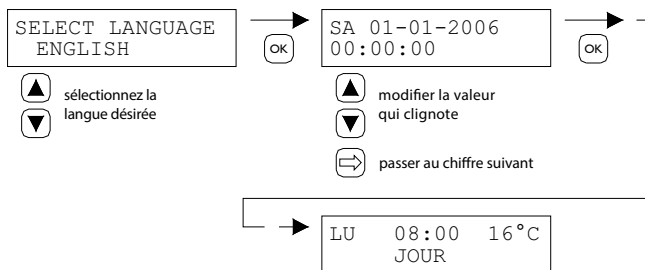 SELECT LANGUAGE
ENGLISH
OK
SA 01-01-2006
00:00:00
OK
sélectionnez la
langue désirée
modifier la valeur
qui clignote
passer au chiffre suivant
LU 08:00 16°C
JOUR